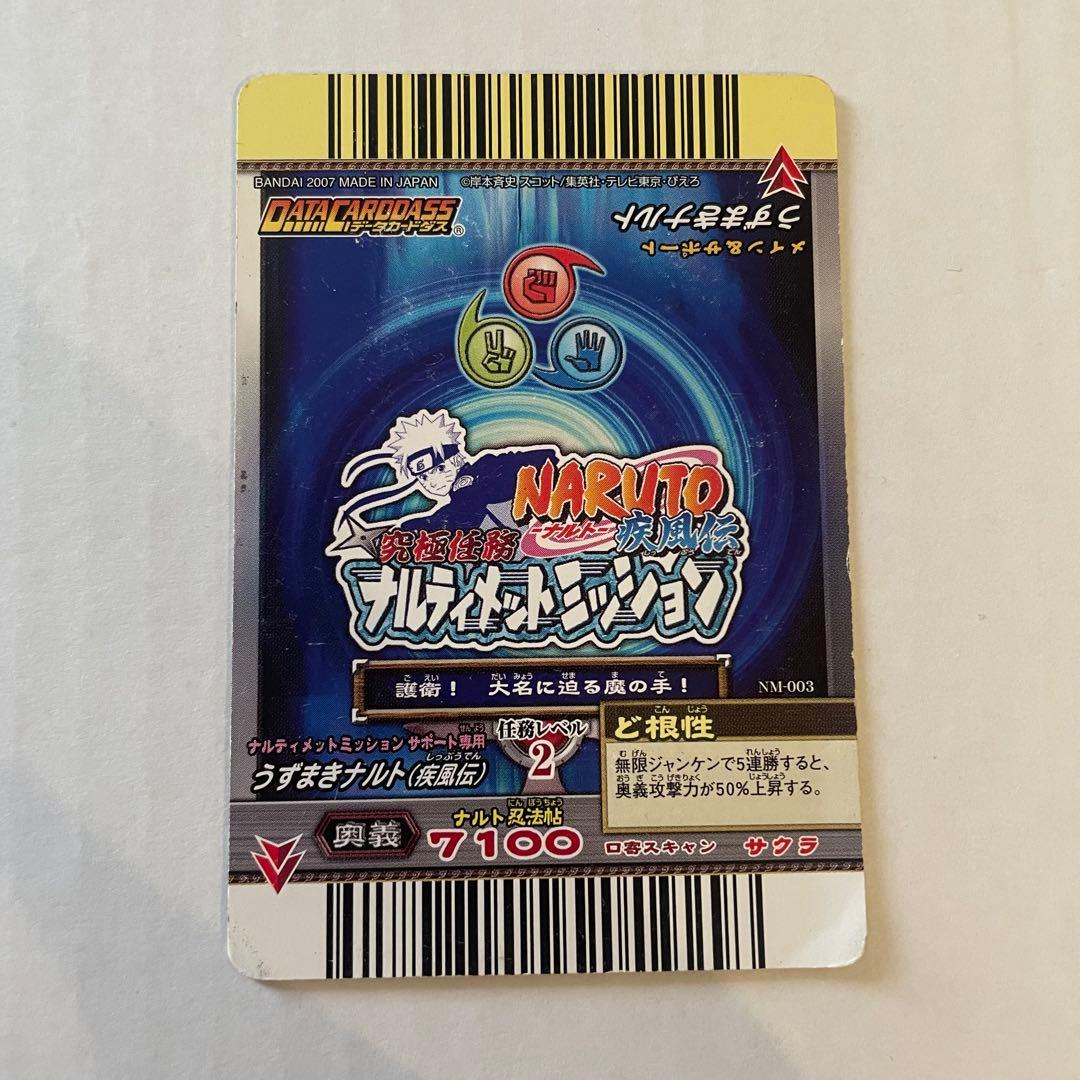 BANDAI 2007 MADE IN JAPAN ©岸本斉史 スコット/集英社・テレビ東京・ぴえろ
DATA CARDDASS
データカードダス®
うずまきナルト
メイン&サポート
NARUTO
-ナルト-
疾風伝
究極任務
ナルティメットミッション
護衛! 大名に迫る魔の手!
NM-003
ナルティメットミッション サポート専用
うずまきナルト(疾風伝)
任務レベル
2
ど根性
無限ジャンケンで5連勝すると、
奥義攻撃力が50%上昇する。
奥義
ナルト忍法帖
7100
口寄スキャン サクラ